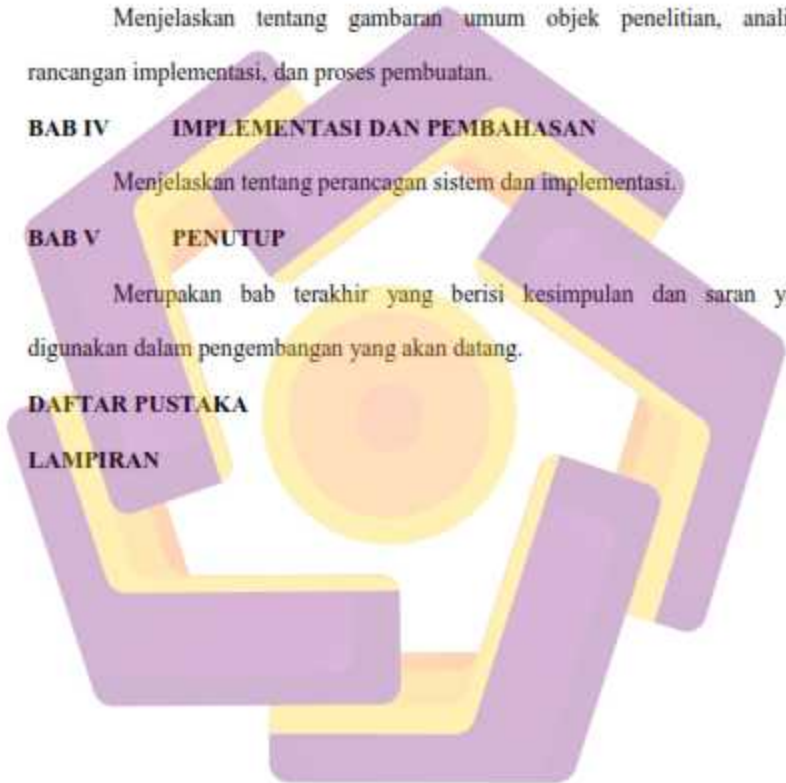 Menjelaskan tentang gambaran umum objek penelitian, anali
rancangan implementasi, dan proses pembuatan.
BAB IV IMPLEMENTASI DAN PEMBAHASAN
Menjelaskan tentang perancagan sistem dan implementasi.
BAB V PENUTUP
Merupakan bab terakhir yang berisi kesimpulan dan saran y
digunakan dalam pengembangan yang akan datang.
DAFTAR PUSTAKA
LAMPIRAN